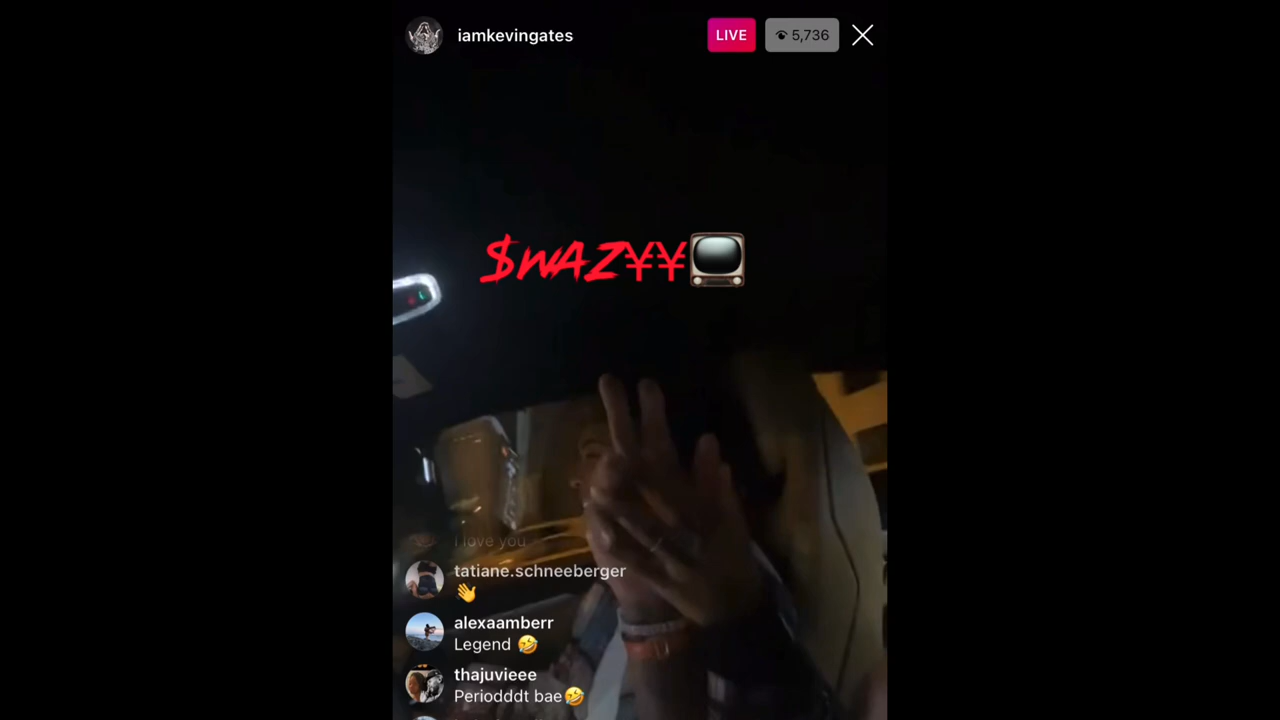 iamkevingates
LIVE
5,736
$WAZ¥¥
I love you
tatiane.schneeberger
alexaamberr
Legend 🤣
thajuvieee
Periodddt bae🤣